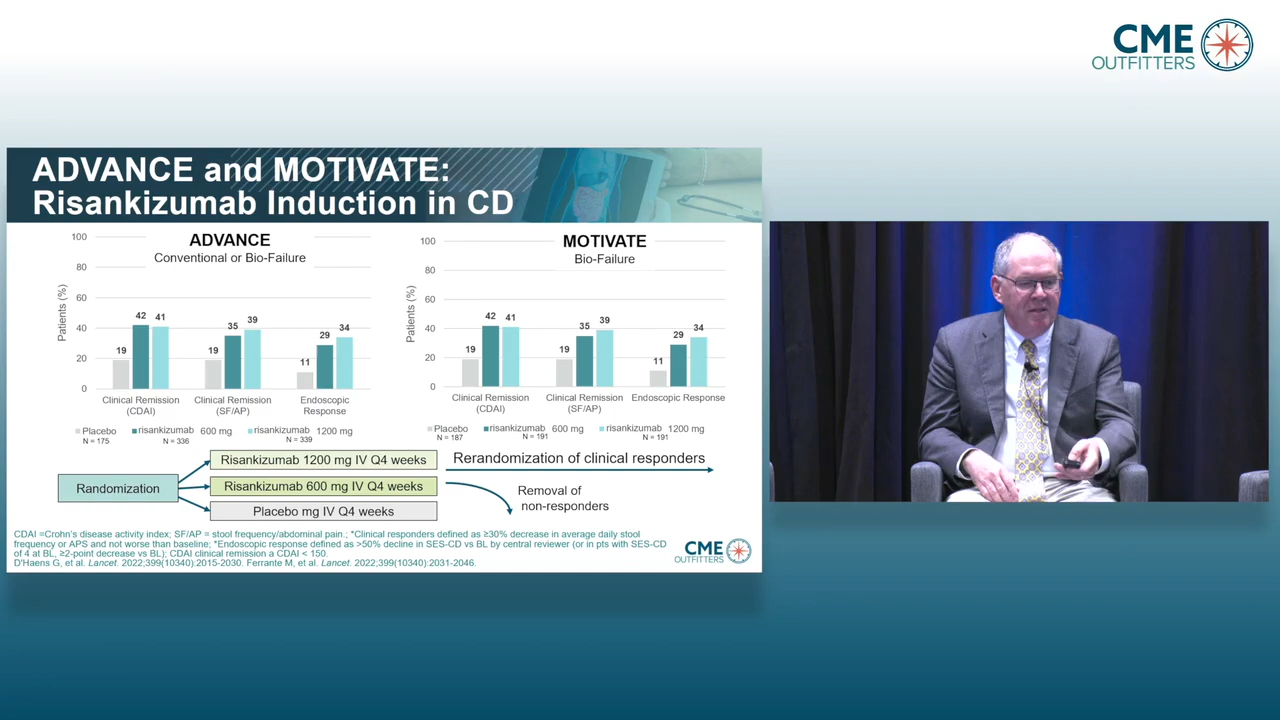 CME
OUTFITTERS
ADVANCE and MOTIVATE:
Risankizumab Induction in CD
ADVANCE
Conventional or Bio-Failure
Patients (%)
100
80
60
40
20
0
19 42 41
19 35 39
11 29 34
Clinical Remission
(CDAI)
Clinical Remission
(SF/AP)
Endoscopic
Response
Placebo
N = 175
risankizumab 600 mg
N = 336
risankizumab 1200 mg
N = 339
MOTIVATE
Bio-Failure
Patients (%)
100
80
60
40
20
0
19 42 41
19 35 39
11 29 34
Clinical Remission
(CDAI)
Clinical Remission
(SF/AP)
Endoscopic Response
Placebo
N = 187
risankizumab 600 mg
N = 191
risankizumab 1200 mg
N = 191
Randomization
Risankizumab 1200 mg IV Q4 weeks
Risankizumab 600 mg IV Q4 weeks
Placebo mg IV Q4 weeks
Rerandomization of clinical responders
Removal of
non-responders
CDAI =Crohn's disease activity index; SF/AP = stool frequency/abdominal pain.; *Clinical responders defined as ≥30% decrease in average daily stool
frequency or APS and not worse than baseline; *Endoscopic response defined as >50% decline in SES-CD vs BL by central reviewer (or in pts with SES-CD
of 4 at BL, ≥2-point decrease vs BL); CDAI clinical remission a CDAI < 150.
D'Haens G, et al. Lancet. 2022;399(10340):2015-2030. Ferrante M, et al. Lancet. 2022;399(10340):2031-2046.
CME
OUTFITTERS